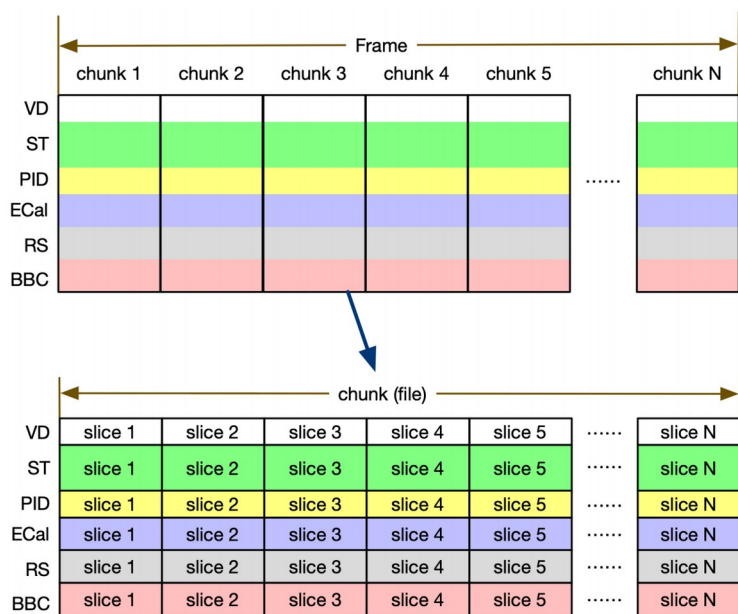 Frame
chunk 1 chunk 2 chunk 3 chunk 4 chunk 5 chunk N
VD
ST
PID ......
ECal
RS
BBC
chunk (file)
VD slice 1 slice 2 slice 3 slice 4 slice 5 ...... slice N
ST slice 1 slice 2 slice 3 slice 4 slice 5 ...... slice N
PID slice 1 slice 2 slice 3 slice 4 slice 5 ...... slice N
ECal slice 1 slice 2 slice 3 slice 4 slice 5 ...... slice N
RS slice 1 slice 2 slice 3 slice 4 slice 5 ...... slice N
BBC slice 1 slice 2 slice 3 slice 4 slice 5 ...... slice N